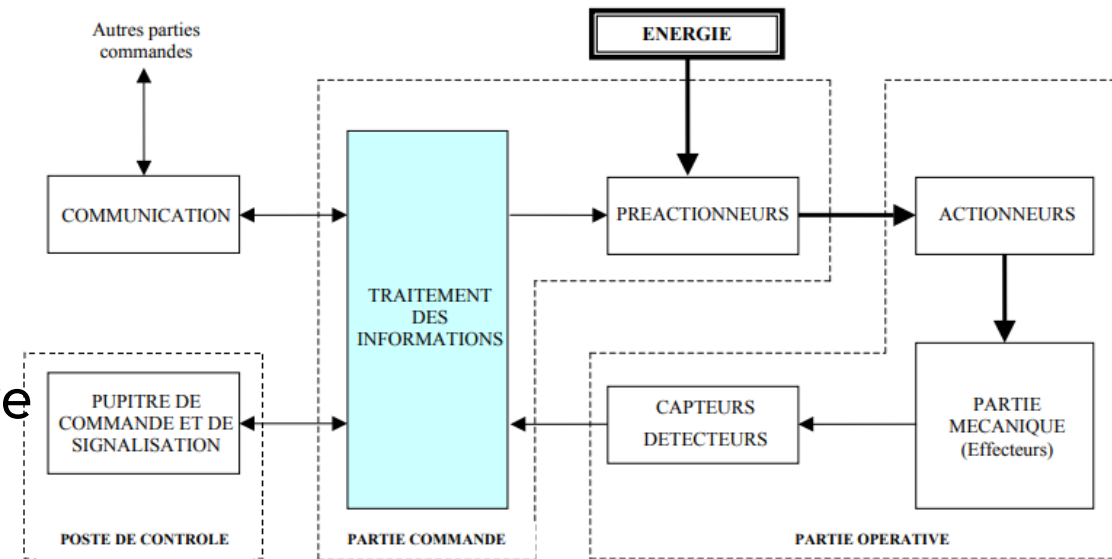 Autres parties
commandes
ENERGIE
COMMUNICATION
PREACTIONNEURS
ACTIONNEURS
TRAITEMENT
DES
INFORMATIONS
e
PUPITRE DE
COMMANDE ET DE
SIGNALISATION
CAPTEURS
DETECTEURS
PARTIE
MECANIQUE
(Effecteurs)
POSTE DE CONTROLE
PARTIE COMMANDE
PARTIE OPERATIVE